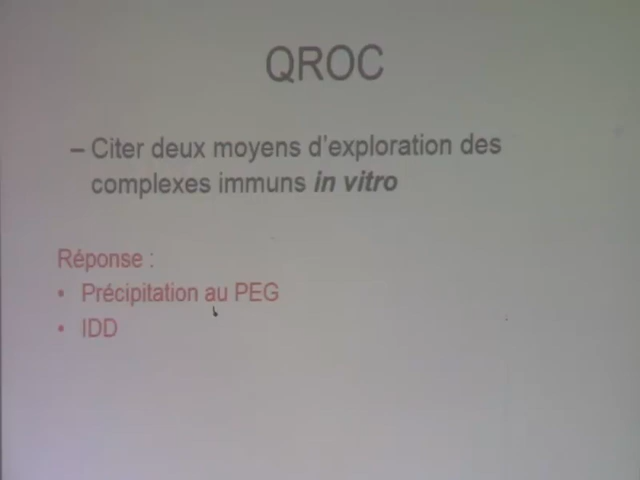 QROC
– Citer deux moyens d'exploration des
complexes immuns in vitro
Réponse :
• Précipitation au PEG
• IDD